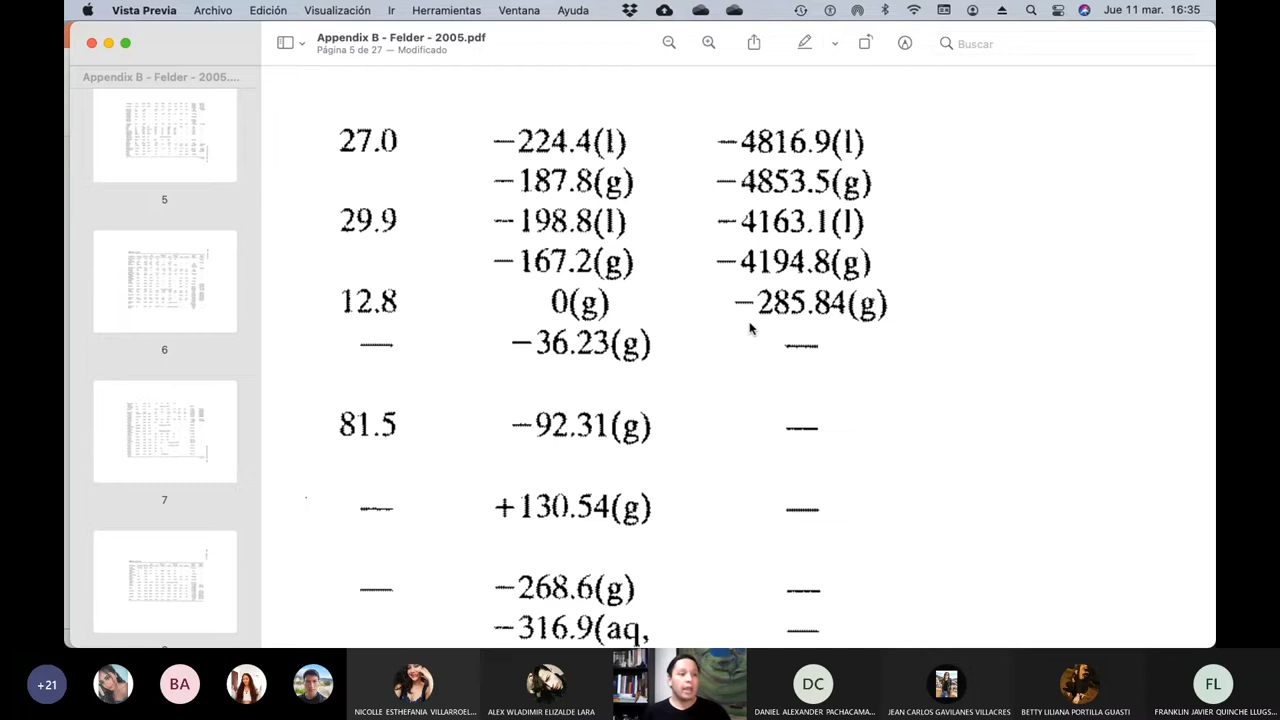 Vista Previa Archivo Edición Visualización Ir Herramientas Ventana Ayuda Jue 11 mar. 16:35
Appendix B - Felder - 2005.pdf
Página 5 de 27 — Modificado
Buscar
Appendix B - Felder - 2005....
5
6
7
27.0 −224.4(l) −4816.9(l)
−187.8(g) −4853.5(g)
29.9 −198.8(l) −4163.1(l)
−167.2(g) −4194.8(g)
12.8 0(g) −285.84(g)
— −36.23(g) —
81.5 −92.31(g) —
— +130.54(g) —
— −268.6(g) —
−316.9(aq, —
+21
BA
DC
FL
NICOLLE ESTHEFANIA VILLARROEL...
ALEX WLADIMIR ELIZALDE LARA
DANIEL ALEXANDER PACHACAMA...
JEAN CARLOS GAVILANES VILLACRES
BETTY LILIANA PORTILLA GUASTI
FRANKLIN JAVIER QUINCHE LLUGS...